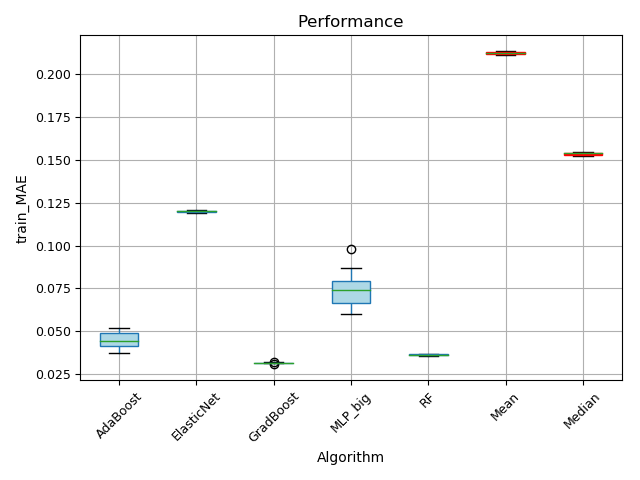 Performance
train_MAE
0.200
0.175
0.150
0.125
0.100
0.075
0.050
0.025
AdaBoost
ElasticNet
GradBoost
MLP_big
RF
Mean
Median
Algorithm